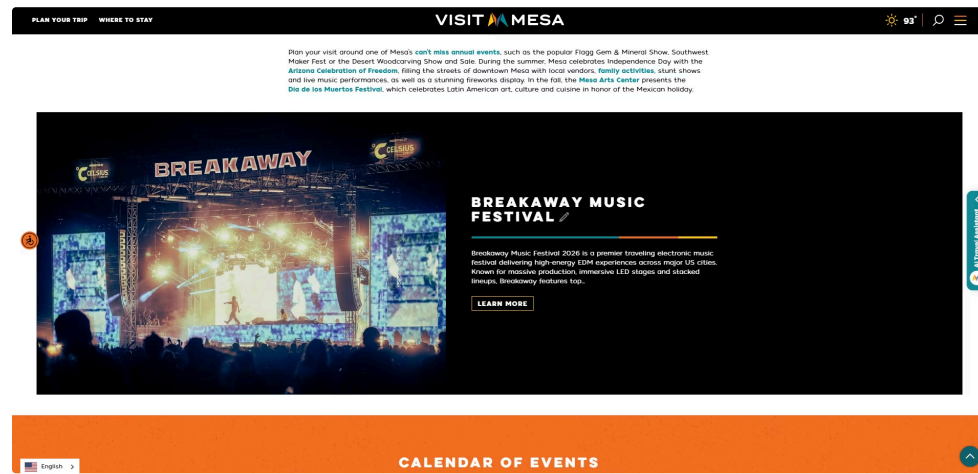 PLAN YOUR TRIP WHERE TO STAY VISIT MESA 93°
Plan your visit around one of Mesa's can't miss annual events, such as the popular Flagg Gem & Mineral Show, Southwest
Maker Fest or the Desert Woodcarving Show and Sale. During the summer, Mesa celebrates Independence Day with the
Arizona Celebration of Freedom, filling the streets of downtown Mesa with local vendors, family activities, stunt shows
and live music performances, as well as a stunning fireworks display. In the fall, the Mesa Arts Center presents the
Dia de los Muertos Festival, which celebrates Latin American art, culture and cuisine in honor of the Mexican holiday.
CELSIUS
BREAKAWAY
CELSIUS
BREAKAWAY MUSIC
FESTIVAL
Breakaway Music Festival 2026 is a premier traveling electronic music
festival delivering high-energy EDM experiences across major US cities.
Known for massive production, immersive LED stages and stacked
lineups, Breakaway features top...
LEARN MORE
AI Travel Assistant
CALENDAR OF EVENTS
English